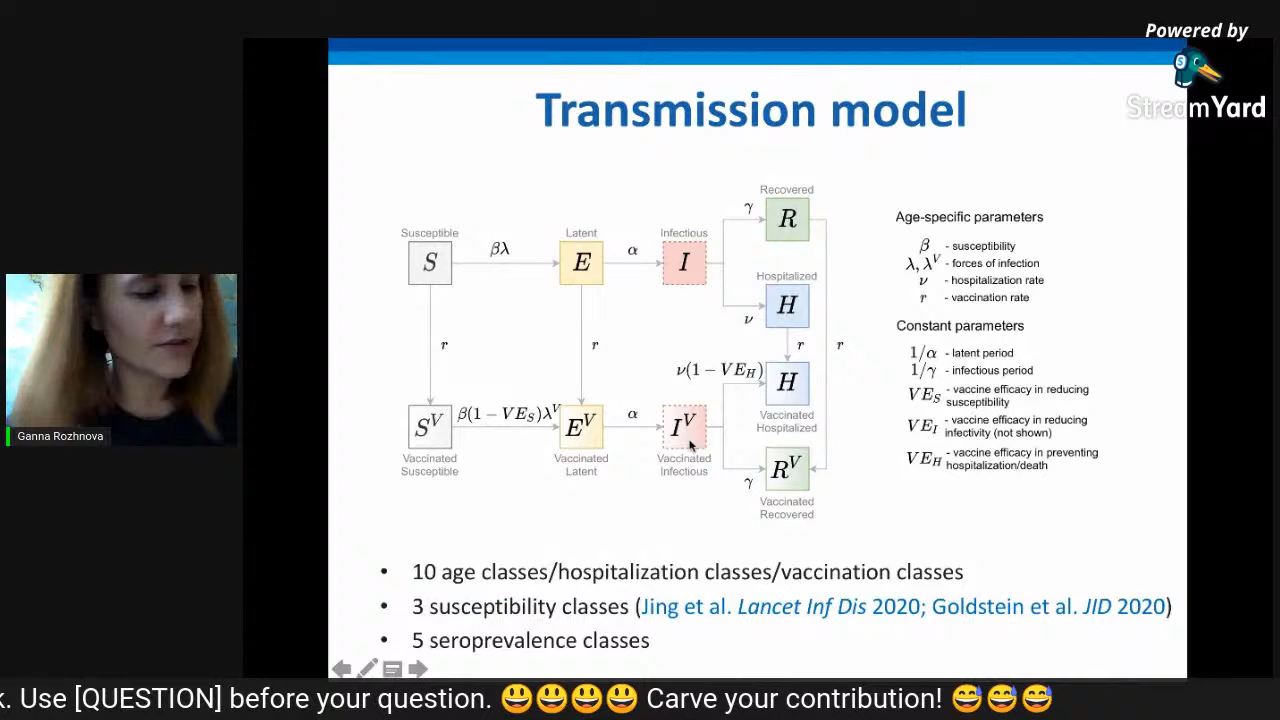 Powered by
StreamYard
Transmission model
Recovered
γ
R
Susceptible
Latent
Infectious
Age-specific parameters
βλ
α
β - susceptibility
S
E
I
λ, λ^V - forces of infection
Hospitalized
ν - hospitalization rate
H
r - vaccination rate
ν
Constant parameters
r
r
r
r
1/α - latent period
1/γ - infectious period
ν(1 − VE_H)
H
VE_S - vaccine efficacy in reducing
susceptibility
β(1 − VE_S)λ^V
α
Vaccinated
Hospitalized
S^V
E^V
I^V
VE_I - vaccine efficacy in reducing
infectivity (not shown)
Vaccinated
Susceptible
Vaccinated
Latent
Vaccinated
Infectious
VE_H - vaccine efficacy in preventing
hospitalization/death
R^V
γ
Vaccinated
Recovered
Ganna Rozhnova
• 10 age classes/hospitalization classes/vaccination classes
• 3 susceptibility classes (Jing et al. Lancet Inf Dis 2020; Goldstein et al. JID 2020)
• 5 seroprevalence classes
k. Use [QUESTION] before your question. 😃😃😃😃 Carve your contribution! 😅😅😅